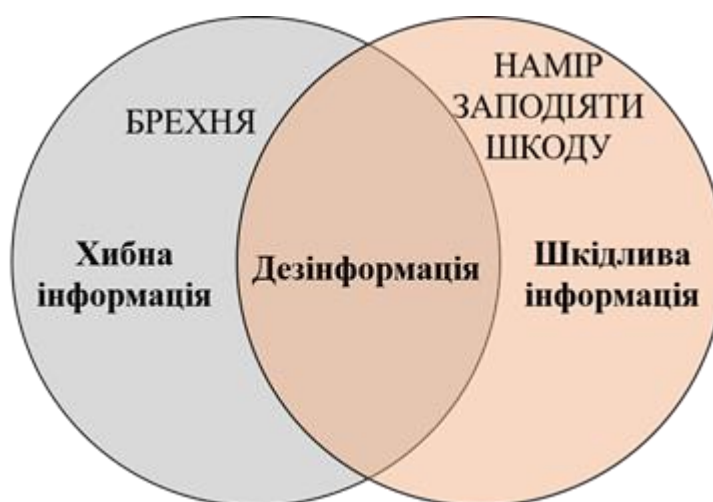 БРЕХНЯ
НАМІР
ЗАПОДІЯТИ
ШКОДУ
Хибна
інформація
Дезінформація
Шкідлива
інформація